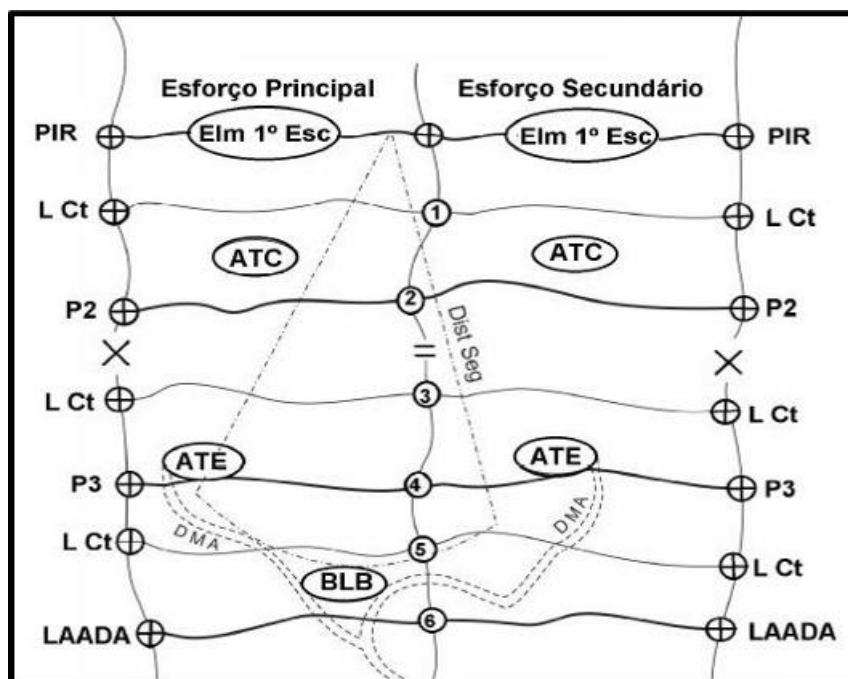 Esforço Principal Esforço Secundário
PIR Elm 1º Esc Elm 1º Esc PIR
L Ct 1 L Ct
ATC ATC
P2 2 P2
Dist Seg
L Ct 3 L Ct
ATE ATE
P3 4 P3
DMA DMA
L Ct 5 L Ct
BLB
LAADA 6 LAADA